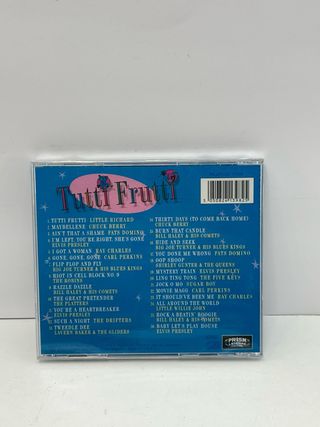 Tutti Frutti
TUTTI FRUTTI LITTLE RICHARD
MAYBELLENE CHUCK BERRY
AIN'T THAT A SHAME FATS DOMINO
I'M LEFT, YOU'RE RIGHT, SHE'S GONE
ELVIS PRESLEY
I GOT A WOMAN RAY CHARLES
GONE, GONE, GONE CARL PERKINS
FLIP FLOP AND FLY
BIG JOE TURNER & HIS BLUES KINGS
RIOT IN CELL BLOCK NO. 9
THE ROBINS
RAZZLE DAZZLE
BILL HALEY & HIS COMETS
THE GREAT PRETENDER
THE PLATTERS
YOU'RE A HEARTBREAKER
ELVIS PRESLEY
SUCH A NIGHT THE DRIFTERS
TWEEDLE DEE
LAVERN BAKER & THE GLIDERS
THIRTY DAYS (TO COME BACK HOME)
CHUCK BERRY
BURN THAT CANDLE
BILL HALEY & HIS COMETS
HIDE AND SEEK
BIG JOE TURNER & HIS BLUES KINGS
YOU DONE ME WRONG FATS DOMINO
OOP SHOOP
SHIRLEY GUNTER & THE QUEENS
MYSTERY TRAIN ELVIS PRESLEY
LING TING TONG THE FIVE KEYS
JOCK O MO SUGAR BOY
MOVIE MAGG CARL PERKINS
IT SHOULD'VE BEEN ME RAY CHARLES
ALL AROUND THE WORLD
LITTLE WILLIE JOHN
ROCK A BEATIN' BOOGIE
BILL HALEY & HIS COMETS
BABY LET'S PLAY HOUSE
ELVIS PRESLEY
PRISM
LEISURE